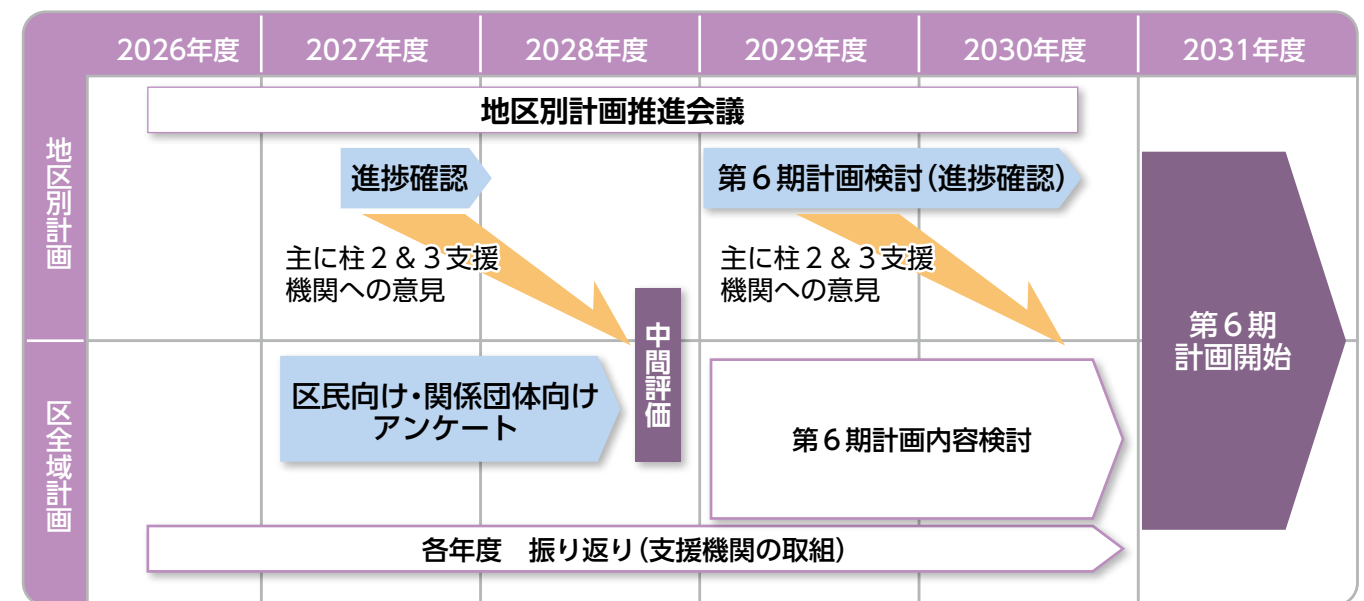 2026年度
2027年度
2028年度
2029年度
2030年度
2031年度
地区別計画
地区別計画推進会議
進捗確認
第6期計画検討(進捗確認)
主に柱2&3支援
機関への意見
主に柱2&3支援
機関への意見
中間評価
第6期
計画開始
区全域計画
区民向け・関係団体向け
アンケート
第6期計画内容検討
各年度 振り返り(支援機関の取組)